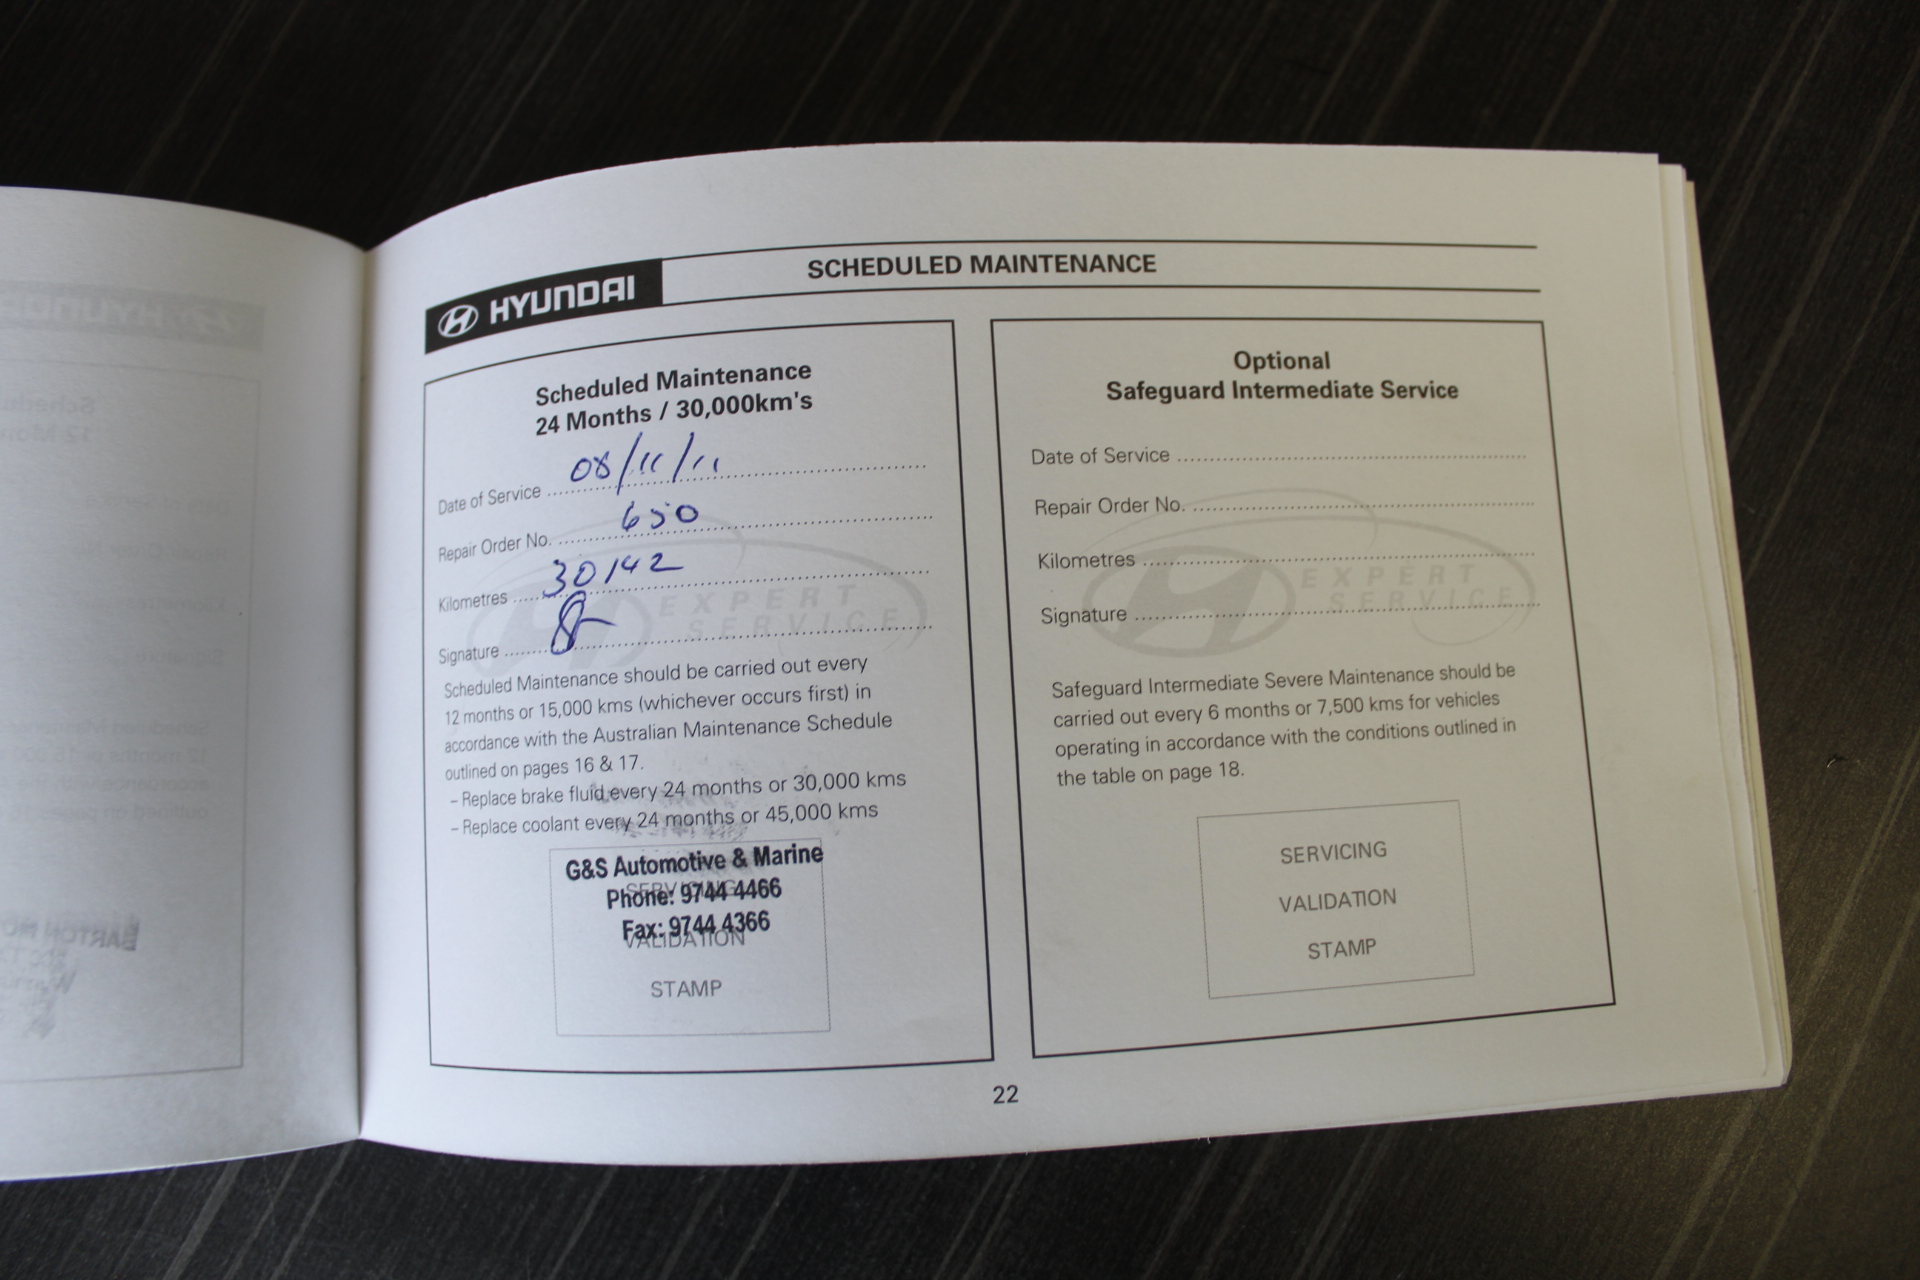 HYUNDAI
SCHEDULED MAINTENANCE
Scheduled Maintenance
24 Months / 30,000km's
Date of Service 08/11/11
Repair Order No. 650
Kilometres 30142
Signature
EXPERT
SERVICE
Scheduled Maintenance should be carried out every
12 months or 15,000 kms (whichever occurs first) in
accordance with the Australian Maintenance Schedule
outlined on pages 16 & 17.
– Replace brake fluid every 24 months or 30,000 kms
– Replace coolant every 24 months or 45,000 kms
G&S Automotive & Marine
SERVICING
Phone: 9744 4466
Fax: 9744 4366
VALIDATION
STAMP
Optional
Safeguard Intermediate Service
Date of Service
Repair Order No.
Kilometres
Signature
EXPERT
SERVICE
Safeguard Intermediate Severe Maintenance should be
carried out every 6 months or 7,500 kms for vehicles
operating in accordance with the conditions outlined in
the table on page 18.
SERVICING
VALIDATION
STAMP
22